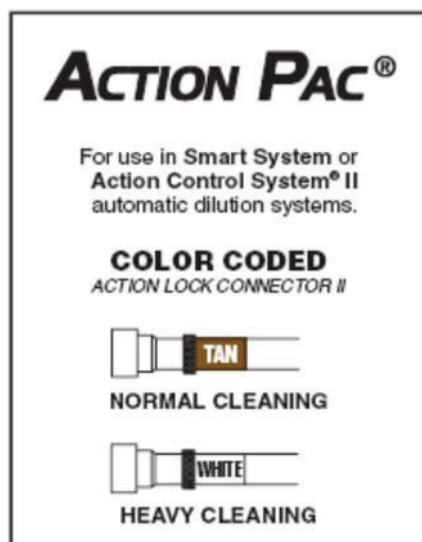 ACTION PAC®
For use in Smart System or
Action Control System® II
automatic dilution systems.
COLOR CODED
ACTION LOCK CONNECTOR II
TAN
NORMAL CLEANING
WHITE
HEAVY CLEANING